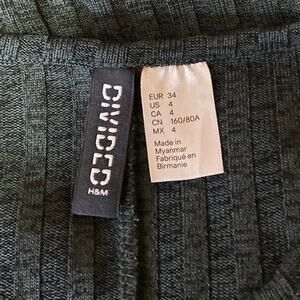 DIVIDED
H&M
EUR 34
US 4
CA 4
CN 160/80A
MX 4
Made in
Myanmar
Fabriqué en
Birmanie